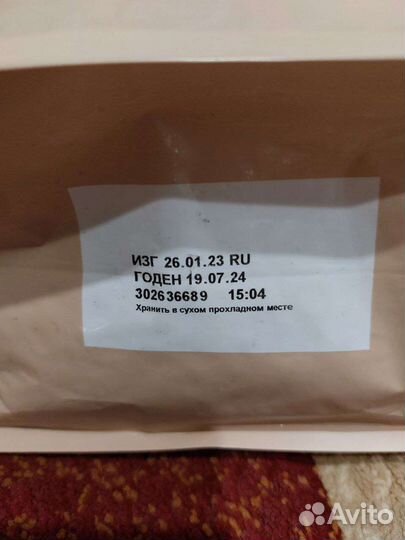 ИЗГ 26.01.23 RU
ГОДЕН 19.07.24
302636689 15:04
Хранить в сухом прохладном месте
Avito